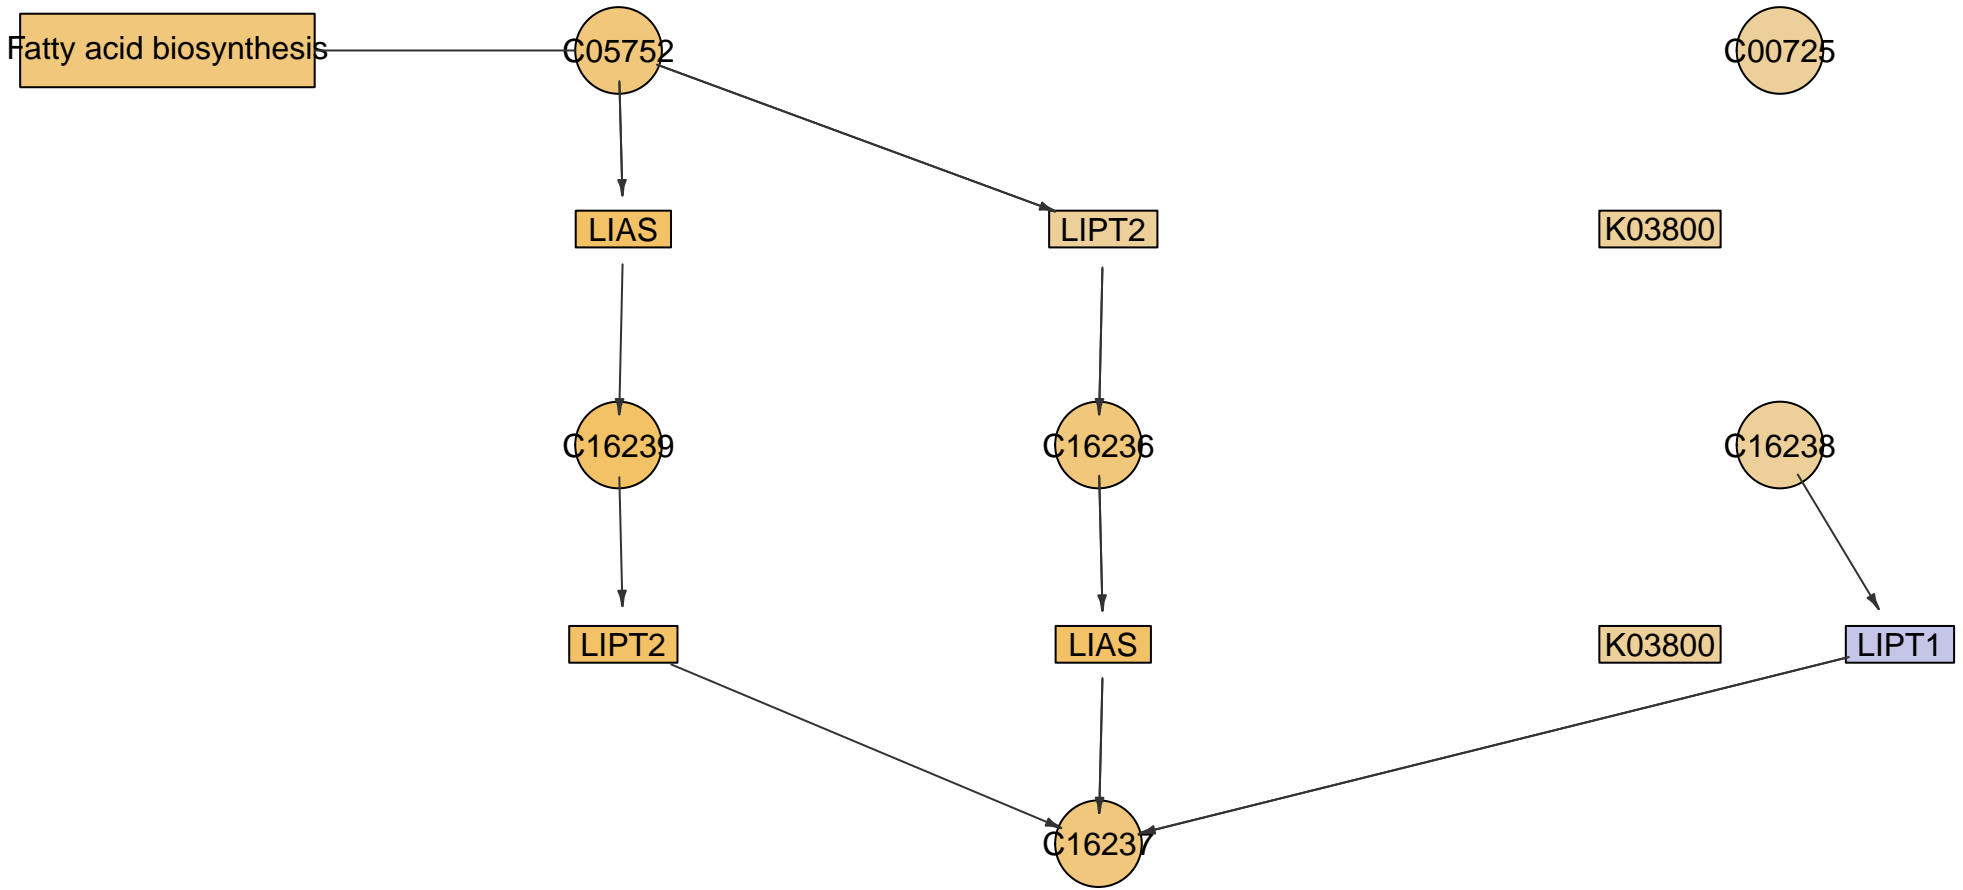 Fatty acid biosynthesis
C05752
C00725
LIAS
LIPT2
K03800
C16239
C16236
C16238
LIPT2
LIAS
K03800
LIPT1
C16237